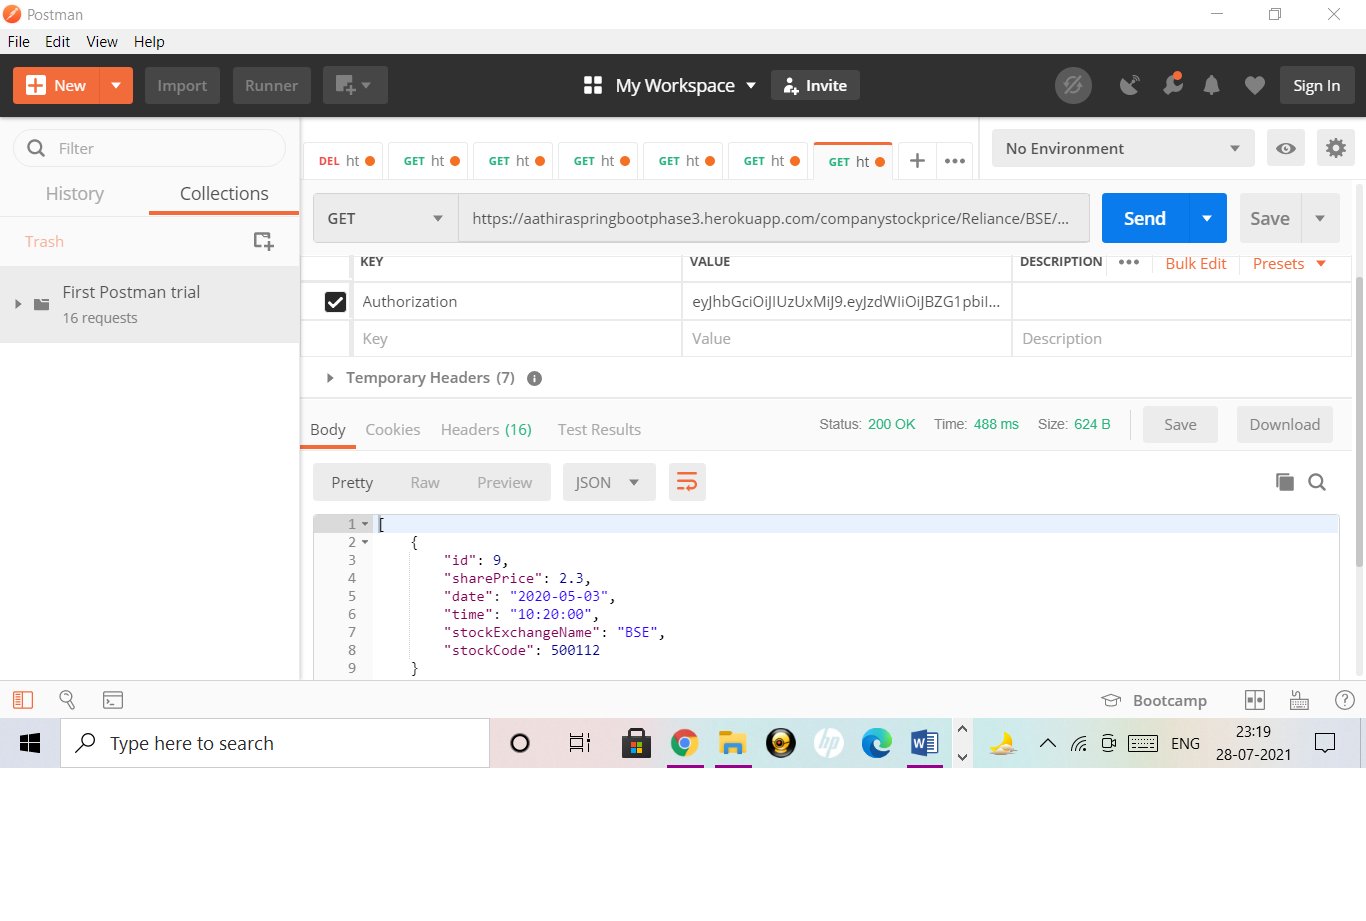 Postman
File Edit View Help
New Import Runner My Workspace Invite Sign In
Filter
History Collections
Trash
First Postman trial
16 requests
DEL ht GET ht GET ht GET ht GET ht GET ht GET ht + •••
No Environment
GET https://aathiraspringbootphase3.herokuapp.com/companystockprice/Reliance/BSE/... Send Save
KEY VALUE DESCRIPTION ••• Bulk Edit Presets
Authorization eyJhbGciOiJIUzUxMiJ9.eyJzdWIiOiJBZG1pbiI...
Key Value Description
Temporary Headers (7)
Body Cookies Headers (16) Test Results Status: 200 OK Time: 488 ms Size: 624 B Save Download
Pretty Raw Preview JSON
1 [
2 {
3 "id": 9,
4 "sharePrice": 2.3,
5 "date": "2020-05-03",
6 "time": "10:20:00",
7 "stockExchangeName": "BSE",
8 "stockCode": 500112
9 }
Bootcamp
Type here to search
hp
W
ENG
23:19
28-07-2021